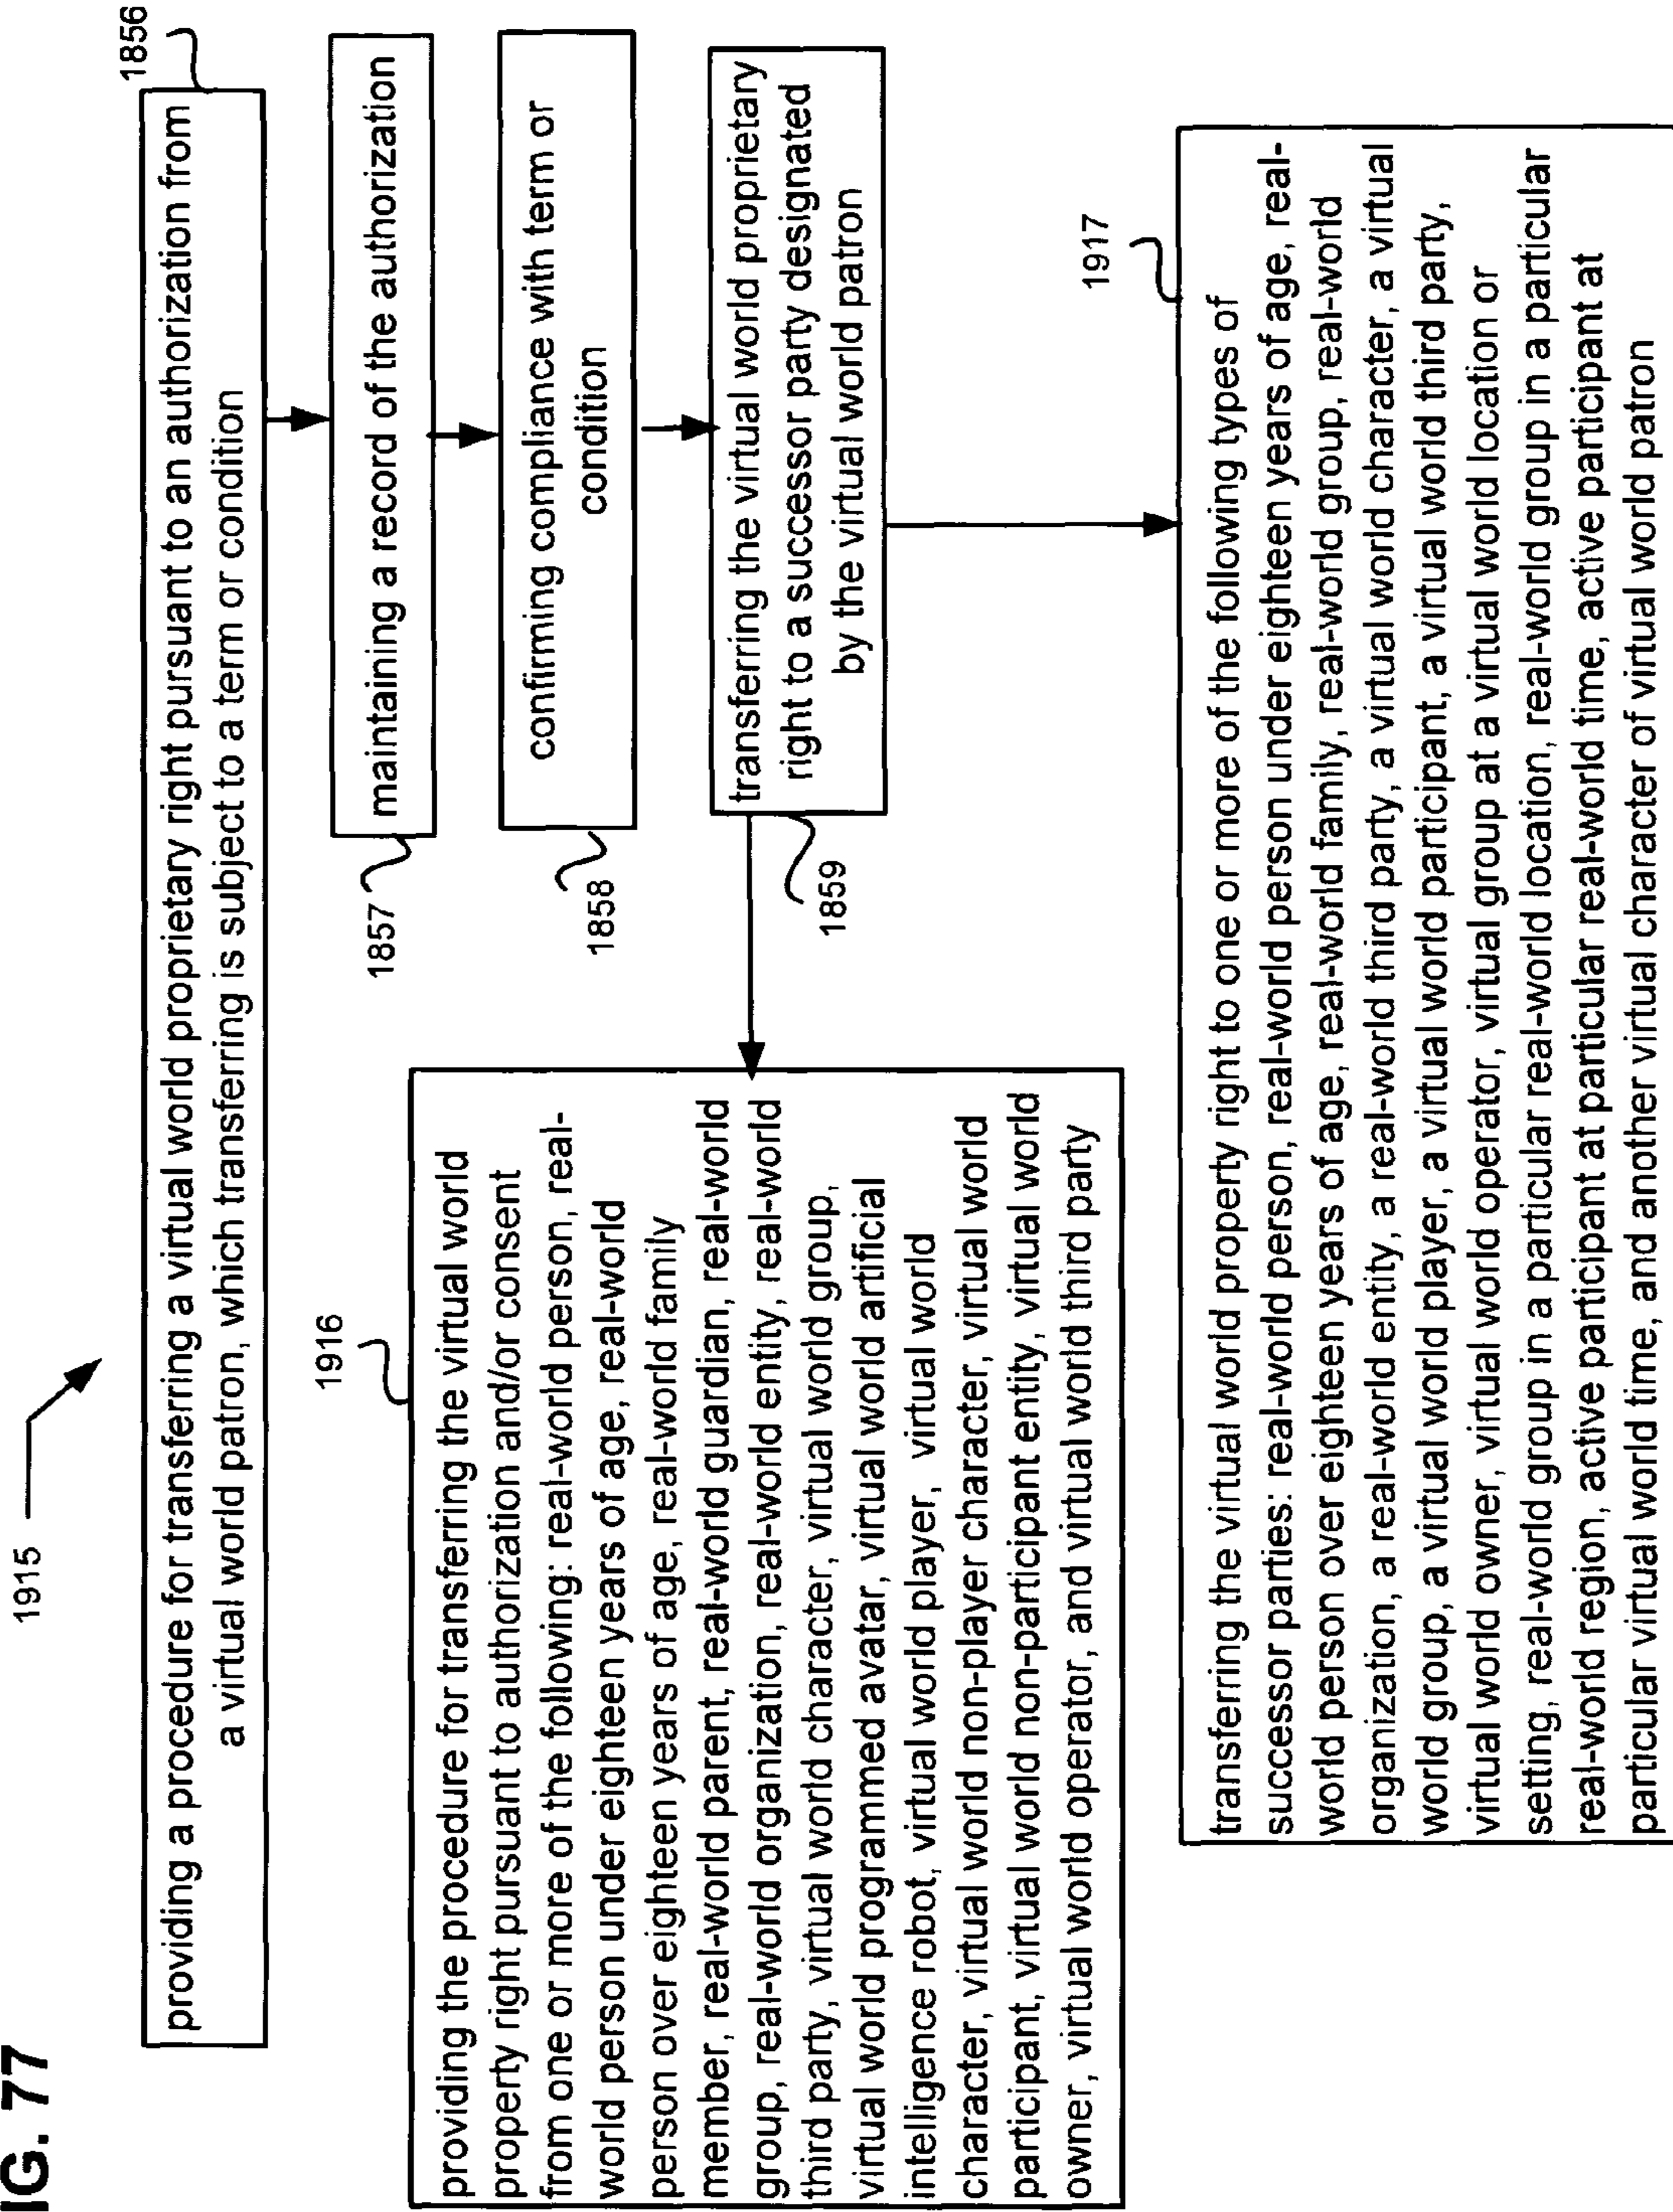 IG. 77
1915
1856
providing a procedure for transferring a virtual world proprietary right pursuant to an authorization from
a virtual world patron, which transferring is subject to a term or condition
1857
maintaining a record of the authorization
1858
confirming compliance with term or
condition
1859
transferring the virtual world proprietary
right to a successor party designated
by the virtual world patron
1916
providing the procedure for transferring the virtual world
property right pursuant to authorization and/or consent
from one or more of the following: real-world person, real-
world person under eighteen years of age, real-world
person over eighteen years of age, real-world family
member, real-world parent, real-world guardian, real-world
group, real-world organization, real-world entity, real-world
third party, virtual world character, virtual world group,
virtual world programmed avatar, virtual world artificial
intelligence robot, virtual world player, virtual world
character, virtual world non-player character, virtual world
participant, virtual world non-participant entity, virtual world
owner, virtual world operator, and virtual world third party
1917
transferring the virtual world property right to one or more of the following types of
successor parties: real-world person, real-world person under eighteen years of age, real-
world person over eighteen years of age, real-world family, real-world group, real-world
organization, a real-world entity, a real-world third party, a virtual world character, a virtual
world group, a virtual world player, a virtual world participant, a virtual world third party,
virtual world owner, virtual world operator, virtual group at a virtual world location or
setting, real-world group in a particular real-world location, real-world group in a particular
real-world region, active participant at particular real-world time, active participant at
particular virtual world time, and another virtual character of virtual world patron